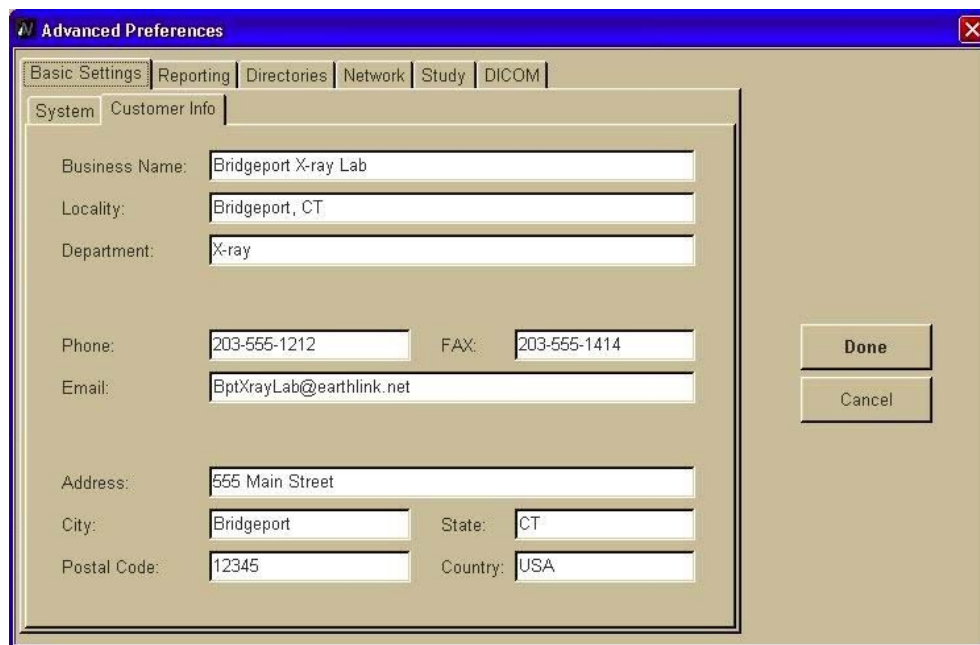 Advanced Preferences
Basic Settings Reporting Directories Network Study DICOM
System Customer Info
Business Name: Bridgeport X-ray Lab
Locality: Bridgeport, CT
Department: X-ray
Phone: 203-555-1212 FAX: 203-555-1414
Done
Email: BptXrayLab@earthlink.net
Cancel
Address: 555 Main Street
City: Bridgeport State: CT
Postal Code: 12345 Country: USA